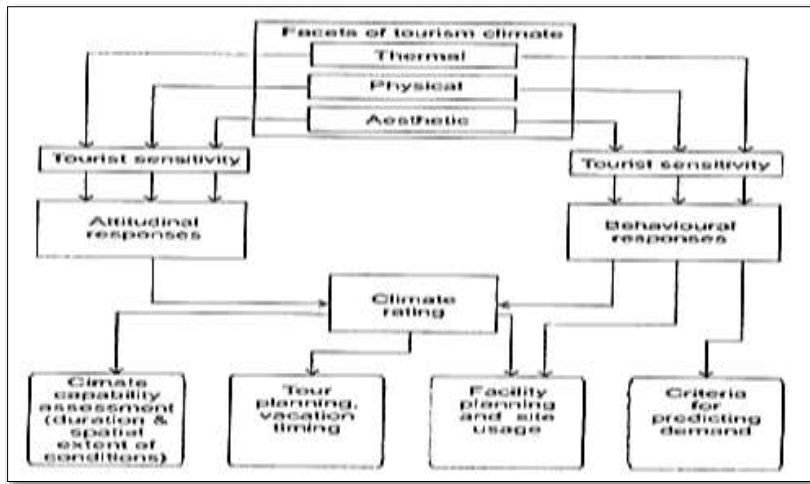 Facets of tourism climate
Thermal
Physical
Aesthetic
Tourist sensitivity
Tourist sensitivity
Attitudinal
responses
Behavioural
responses
Climate
rating
Climate
capability
assessment
(duration &
spatial
extent of
conditions)
Tour
planning,
vacation
timing
Facility
planning
and site
usage
Criteria
for
predicting
demand